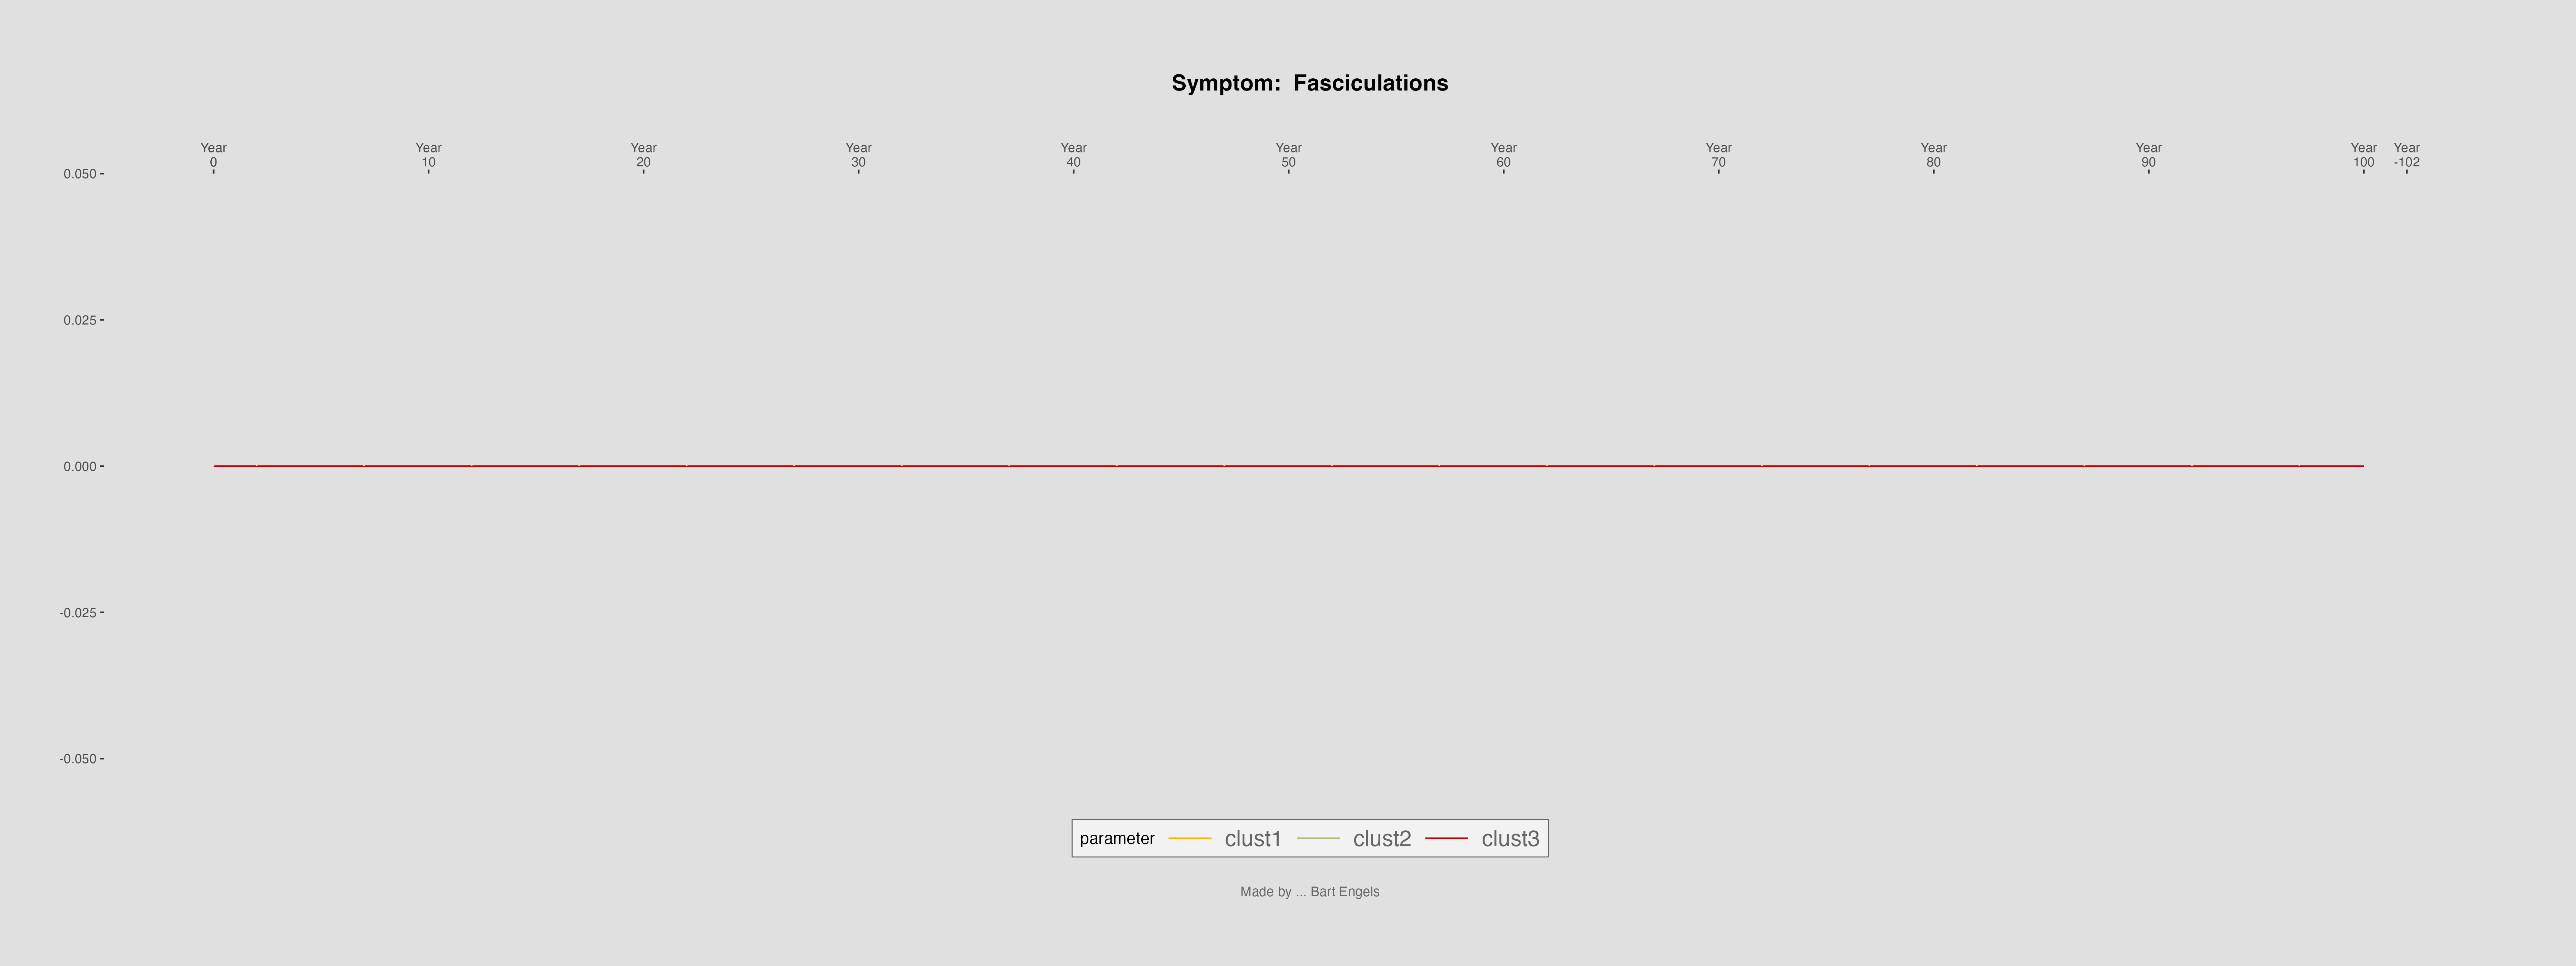 Symptom:  Fasciculations
Year Year Year Year Year Year Year Year Year Year Year Year
0 10 20 30 40 50 60 70 80 90 100 -102
0.050
0.025
0.000
-0.025
-0.050
parameter clust1 clust2 clust3
Made by ... Bart Engels